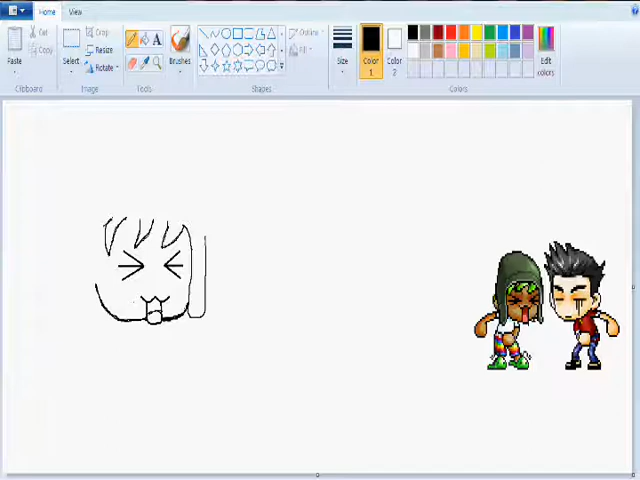 Home View
Paste
Cut
Copy
Clipboard
Select
Crop
Resize
Rotate
Image
A
Tools
Brushes
Shapes
Outline
Fill
Size
Color
1
Color
2
Colors
Edit
colors